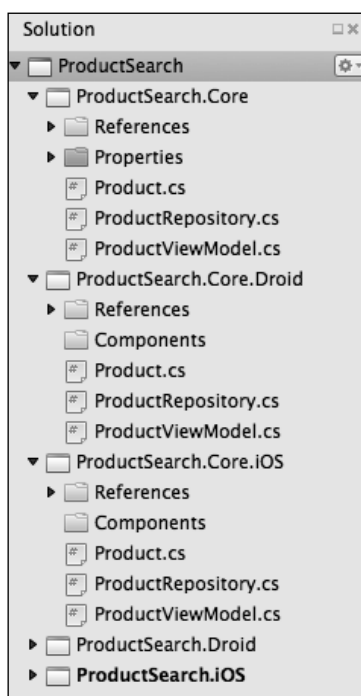 Solution
ProductSearch
ProductSearch.Core
References
Properties
Product.cs
ProductRepository.cs
ProductViewModel.cs
ProductSearch.Core.Droid
References
Components
Product.cs
ProductRepository.cs
ProductViewModel.cs
ProductSearch.Core.iOS
References
Components
Product.cs
ProductRepository.cs
ProductViewModel.cs
ProductSearch.Droid
ProductSearch.iOS